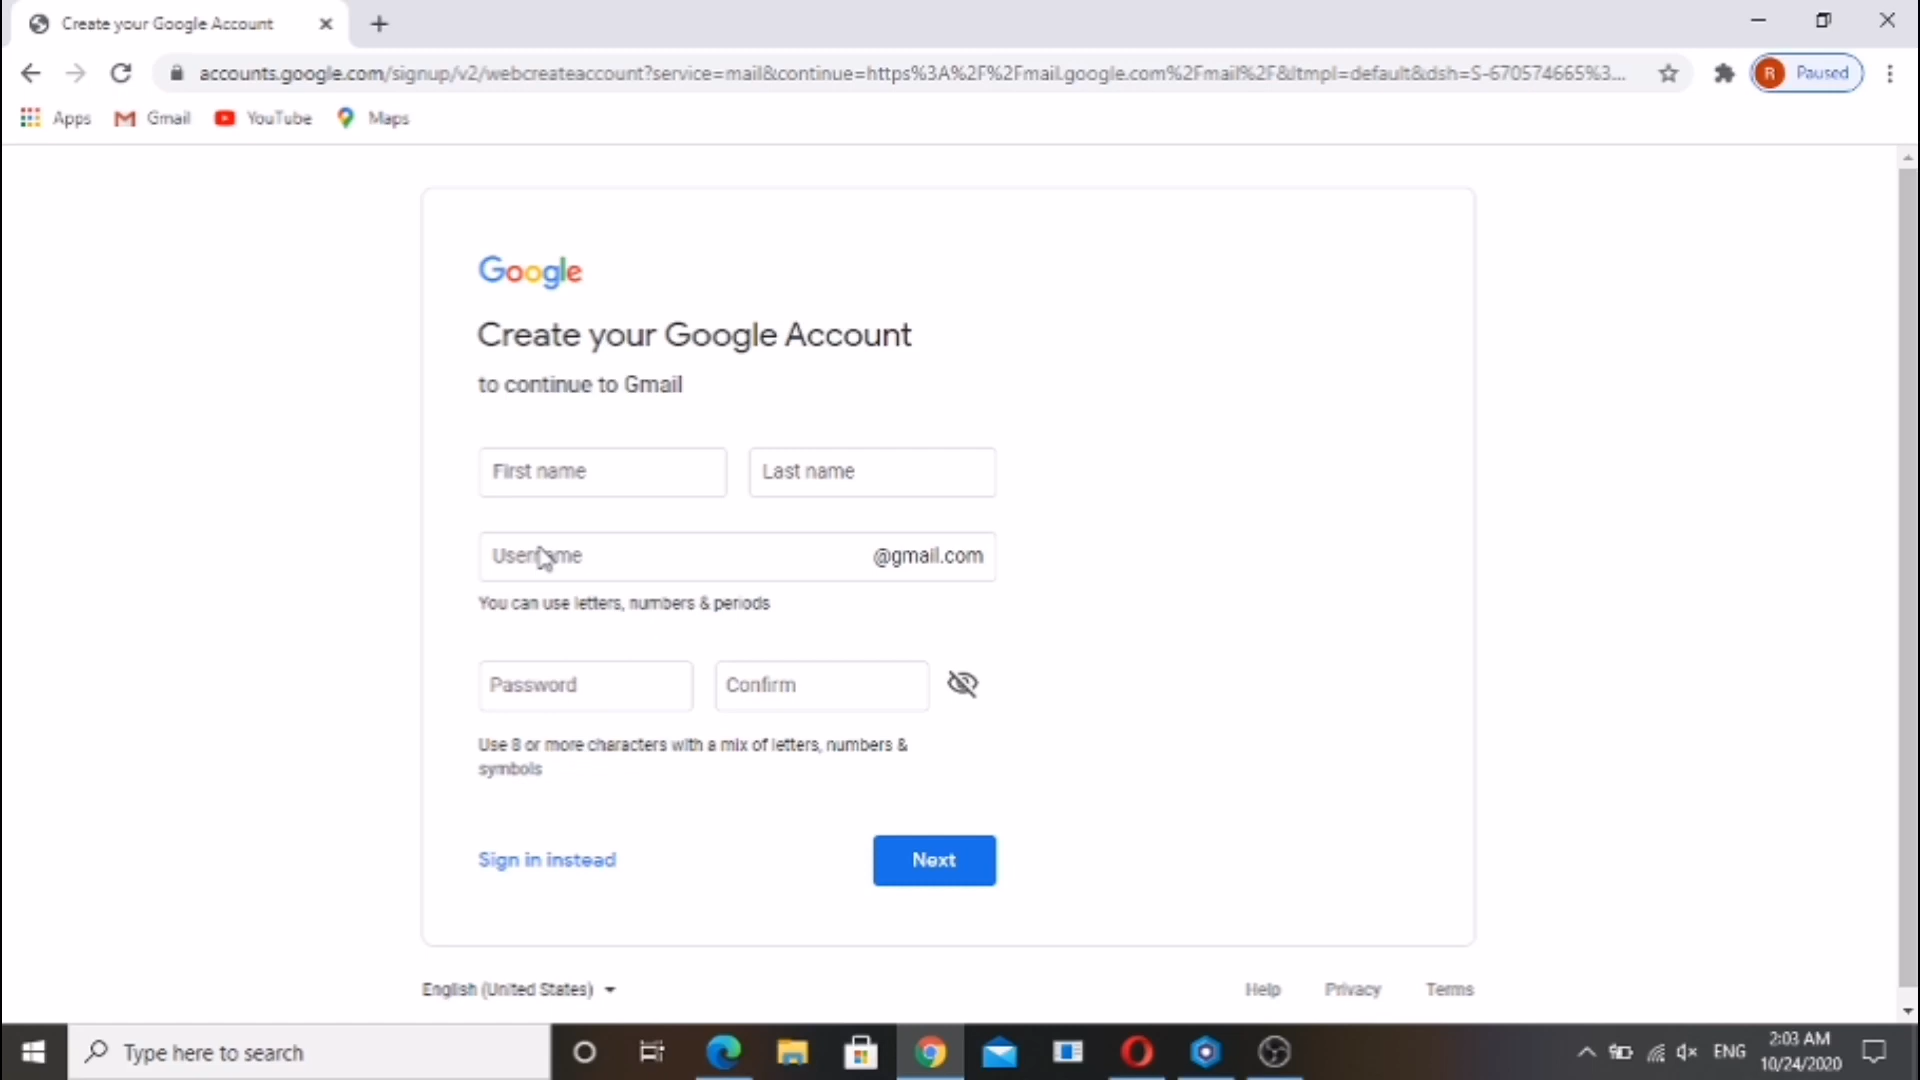 Create your Google Account
accounts.google.com/signup/v2/webcreateaccount?service=mail&continue=https%3A%2F%2Fmail.google.com%2Fmail%2F&ltmpl=default&dsh=S-670574665%3...
R Paused
Apps Gmail YouTube Maps
Google
Create your Google Account
to continue to Gmail
First name Last name
Username @gmail.com
You can use letters, numbers & periods
Password Confirm
Use 8 or more characters with a mix of letters, numbers &
symbols
Sign in instead Next
English (United States) Help Privacy Terms
Type here to search ENG 2:03 AM
10/24/2020